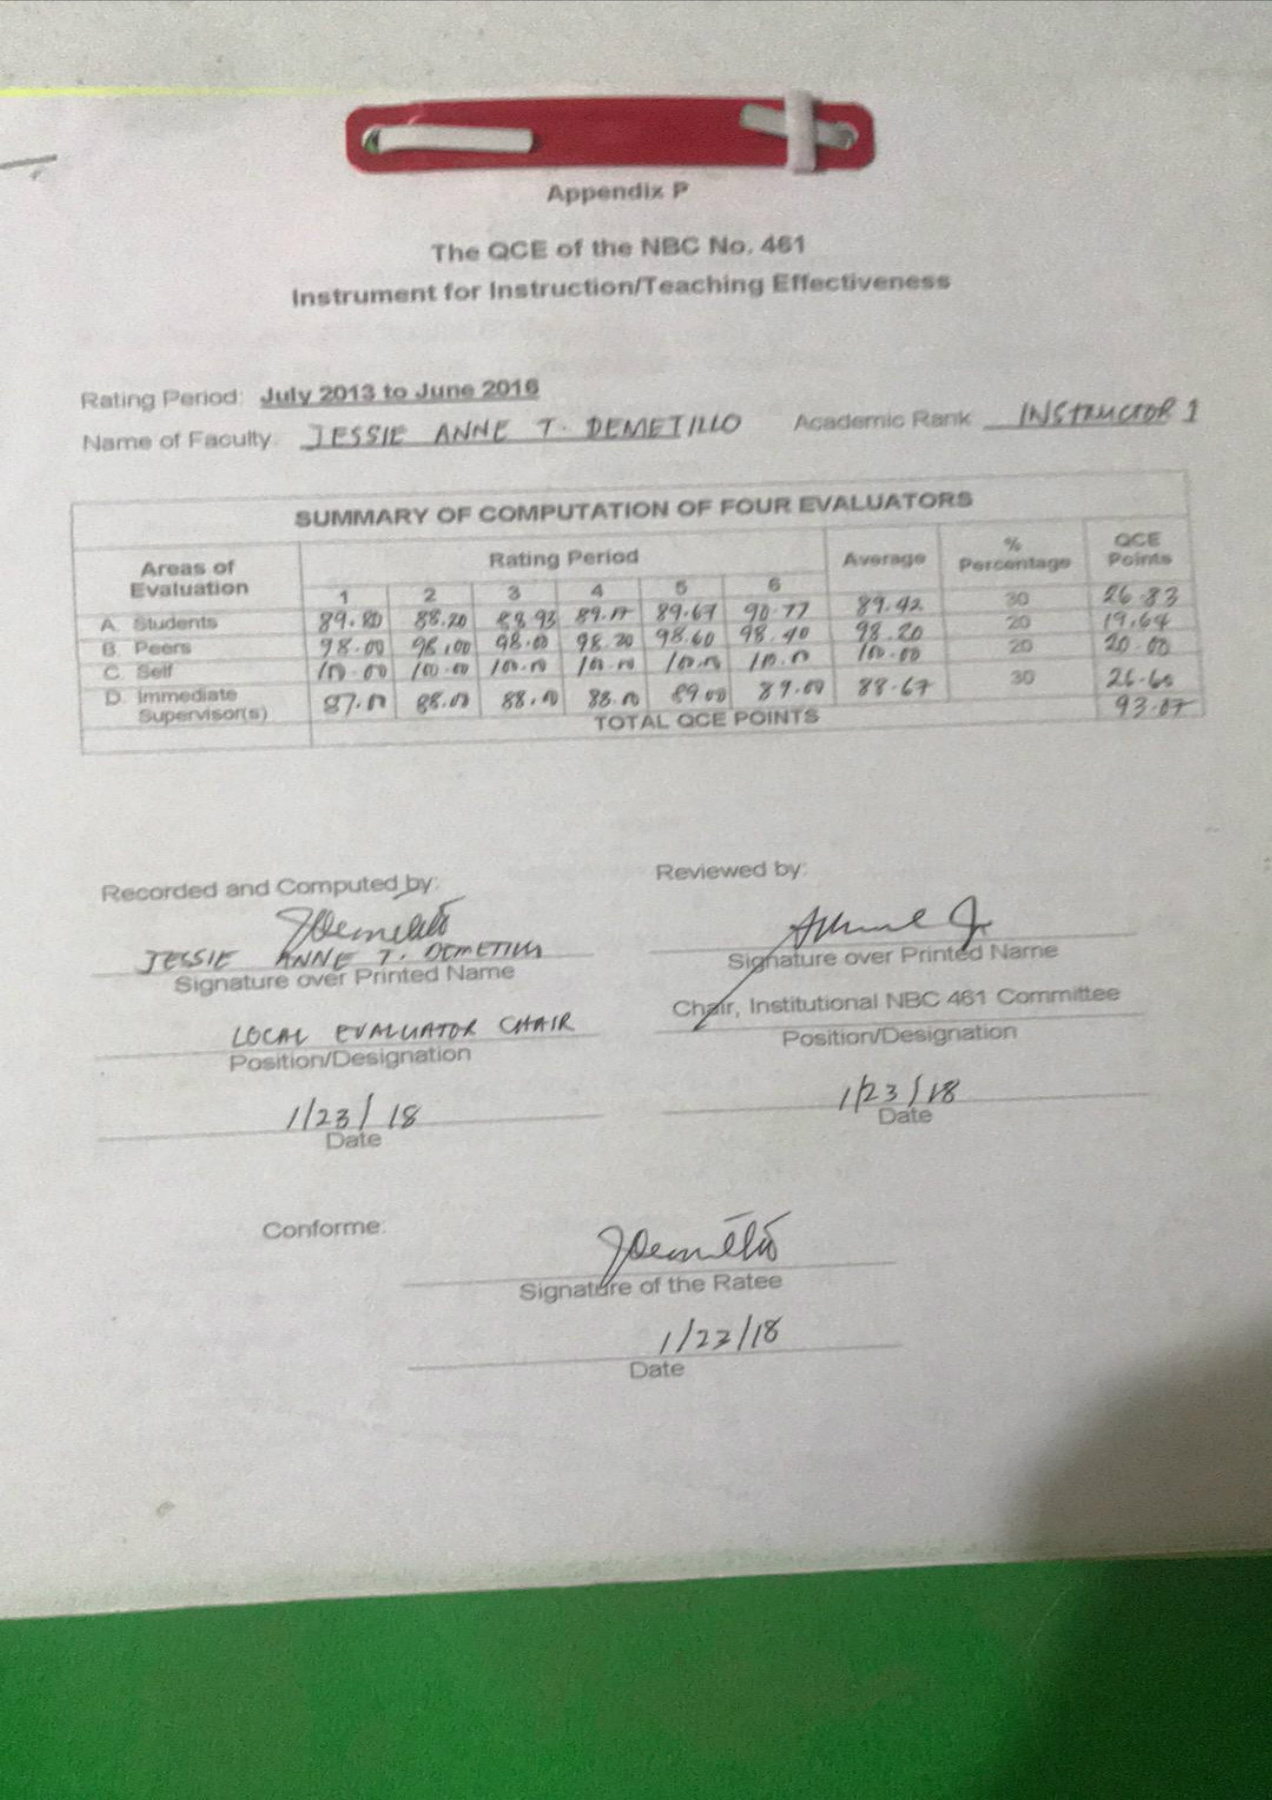 Appendix P
The QCE of the NBC No. 461
Instrument for Instruction/Teaching Effectiveness
Rating Period: July 2013 to June 2016
Name of Faculty: JESSIE ANNE T. DEMETILLO Academic Rank INSTRUCTOR 1
SUMMARY OF COMPUTATION OF FOUR EVALUATORS
Areas of Evaluation Rating Period Average % Percentage QCE Points
1 2 3 4 5 6
A. Students 89.80 88.20 88.93 89.17 89.67 90.77 89.42 30 26.83
B. Peers 98.00 98.00 98.00 98.20 98.60 98.40 98.20 20 19.64
C. Self 100.00 100.00 100.00 100.00 100.00 100.00 100.00 20 20.00
D. Immediate Supervisor(s) 87.00 88.00 88.00 88.00 89.00 89.00 88.67 30 26.60
TOTAL QCE POINTS 93.07
Recorded and Computed by:
JESSIE ANNE T. DEMETILLO
Signature over Printed Name
LOCAL EVALUATOR CHAIR
Position/Designation
1/23/18
Date
Reviewed by:
Signature over Printed Name
Chair, Institutional NBC 461 Committee
Position/Designation
1/23/18
Date
Conforme:
Signature of the Ratee
1/23/18
Date